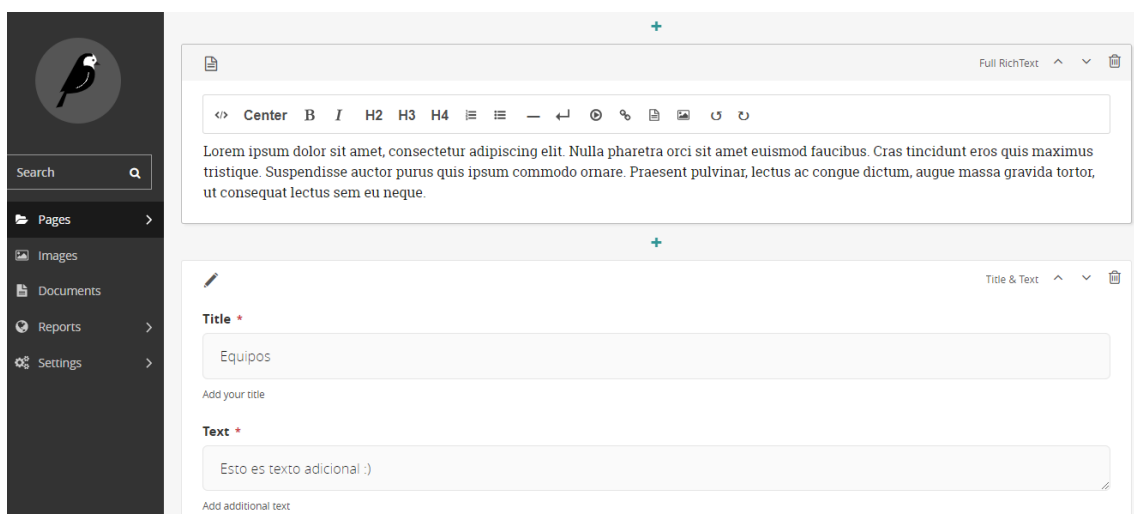 Search
Pages
Images
Documents
Reports
Settings
Full RichText
</> Center B I H2 H3 H4
Lorem ipsum dolor sit amet, consectetur adipiscing elit. Nulla pharetra orci sit amet euismod faucibus. Cras tincidunt eros quis maximus
tristique. Suspendisse auctor purus quis ipsum commodo ornare. Praesent pulvinar, lectus ac congue dictum, augue massa gravida tortor,
ut consequat lectus sem eu neque.
Title & Text
Title *
Equipos
Add your title
Text *
Esto es texto adicional :)
Add additional text